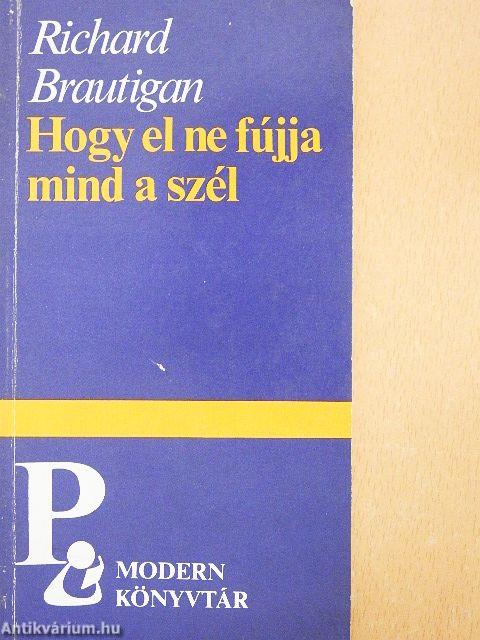 Richard
Brautigan
Hogy el ne fújja
mind a szél
P
MODERN
KÖNYVTÁR
Antikvárium.hu